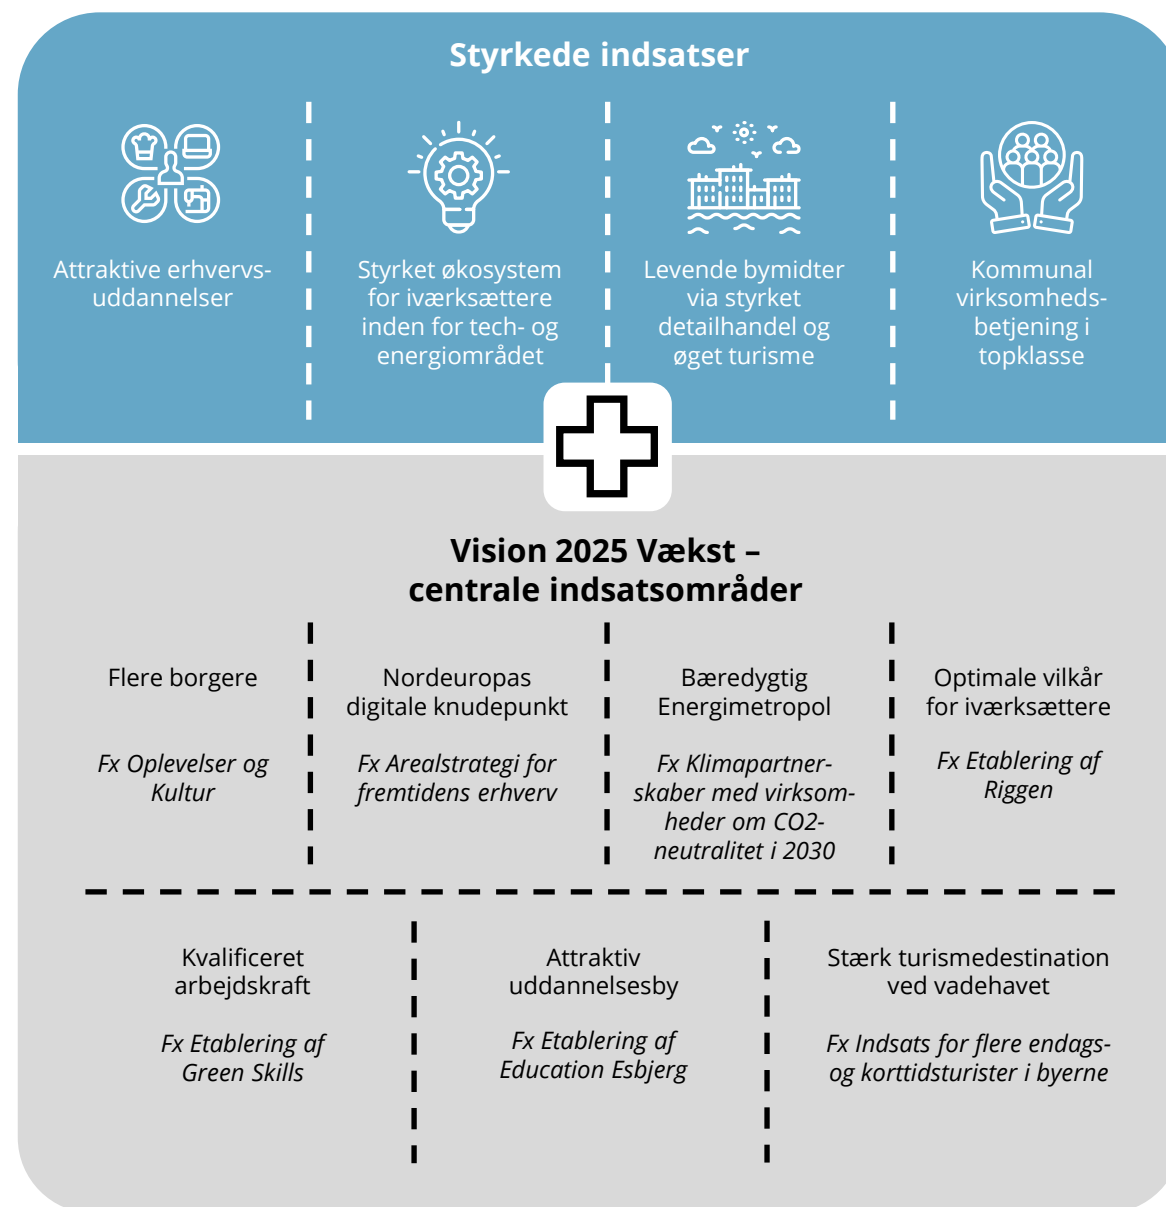 Styrkede indsatser
Attraktive erhvervs-
uddannelser
Styrket økosystem
for iværksættere
inden for tech- og
energiområdet
Levende bymidter
via styrket
detailhandel og
øget turisme
Kommunal
virksomheds-
betjening i
topklasse
Vision 2025 Vækst –
centrale indsatsområder
Flere borgere
Fx Oplevelser og
Kultur
Nordeuropas
digitale knudepunkt
Fx Arealstrategi for
fremtidens erhverv
Bæredygtig
Energimetropol
Fx Klimapartner-
skaber med virksom-
heder om CO2-
neutralitet i 2030
Optimale vilkår
for iværksættere
Fx Etablering af
Riggen
Kvalificeret
arbejdskraft
Fx Etablering af
Green Skills
Attraktiv
uddannelsesby
Fx Etablering af
Education Esbjerg
Stærk turismedestination
ved vadehavet
Fx Indsats for flere endags-
og korttidsturister i byerne